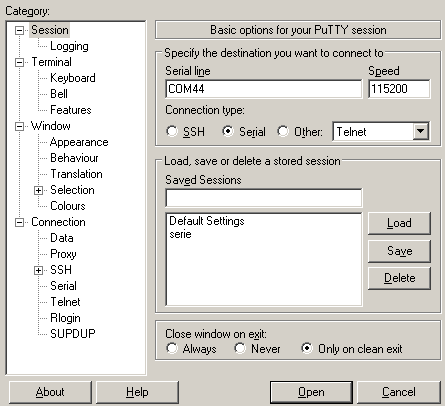 Category:
Session
Logging
Terminal
Keyboard
Bell
Features
Window
Appearance
Behaviour
Translation
Selection
Colours
Connection
Data
Proxy
SSH
Serial
Telnet
Rlogin
SUPDUP
Basic options for your PuTTY session
Specify the destination you want to connect to
Serial line Speed
COM44 115200
Connection type:
SSH Serial Other: Telnet
Load, save or delete a stored session
Saved Sessions
Default Settings
serie
Load
Save
Delete
Close window on exit:
Always Never Only on clean exit
About Help Open Cancel